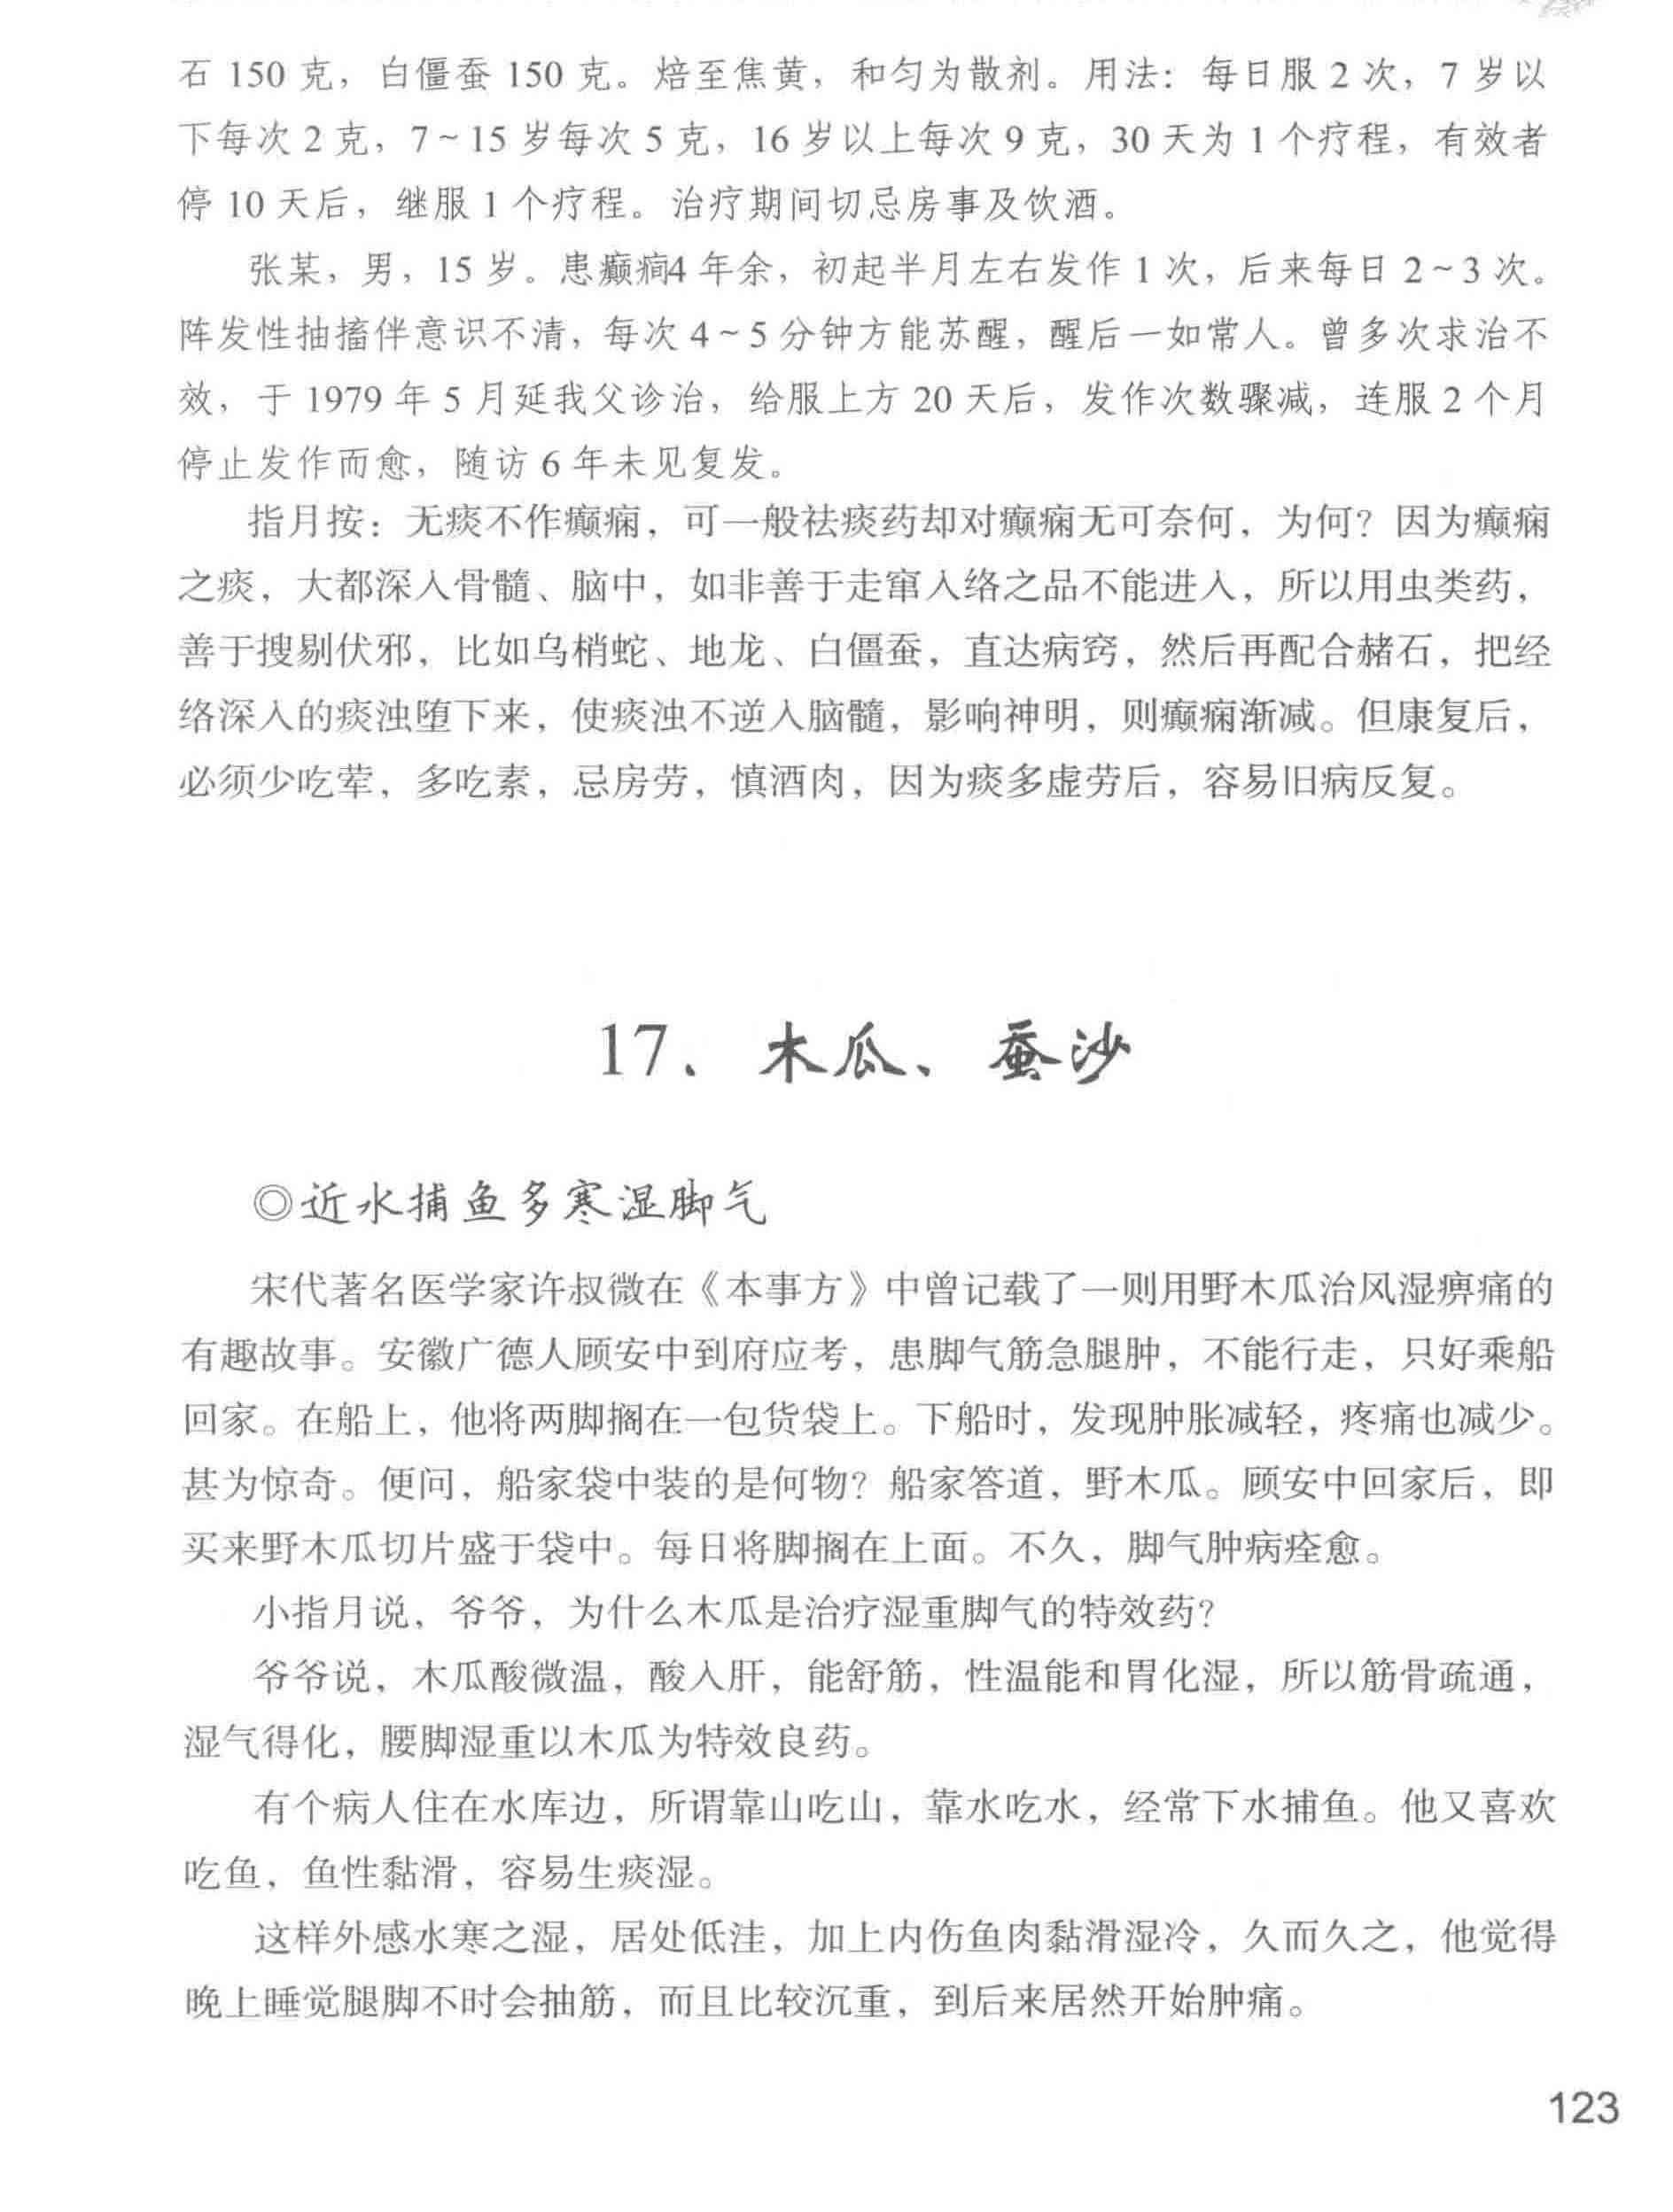 石 150 克，白僵蚕 150 克。焙至焦黄，和匀为散剂。用法：每日服 2 次，7 岁以
下每次 2 克，7~15 岁每次 5 克，16 岁以上每次 9 克，30 天为 1 个疗程，有效者
停 10 天后，继服 1 个疗程。治疗期间切忌房事及饮酒。
张某，男，15 岁。患癫痫4 年余，初起半月左右发作 1 次，后来每日 2~3 次。
阵发性抽搐伴意识不清，每次 4~5 分钟方能苏醒，醒后一如常人。曾多次求治不
效，于 1979 年 5 月延我父诊治，给服上方 20 天后，发作次数骤减，连服 2 个月
停止发作而愈，随访 6 年未见复发。
指月按：无痰不作癫痫，可一般祛痰药却对癫痫无可奈何，为何？因为癫痫
之痰，大都深入骨髓、脑中，如非善于走窜入络之品不能进入，所以用虫类药，
善于搜剔伏邪，比如乌梢蛇、地龙、白僵蚕，直达病窍，然后再配合赭石，把经
络深入的痰浊堕下来，使痰浊不逆入脑髓，影响神明，则癫痫渐减。但康复后，
必须少吃荤，多吃素，忌房劳，慎酒肉，因为痰多虚劳后，容易旧病反复。
17、木瓜、蚕沙
◎近水捕鱼多寒湿脚气
宋代著名医学家许叔微在《本事方》中曾记载了一则用野木瓜治风湿痹痛的
有趣故事。安徽广德人顾安中到府应考，患脚气筋急腿肿，不能行走，只好乘船
回家。在船上，他将两脚搁在一包货袋上。下船时，发现肿胀减轻，疼痛也减少。
甚为惊奇。便问，船家袋中装的是何物？船家答道，野木瓜。顾安中回家后，即
买来野木瓜切片盛于袋中。每日将脚搁在上面。不久，脚气肿病痊愈。
小指月说，爷爷，为什么木瓜是治疗湿重脚气的特效药？
爷爷说，木瓜酸微温，酸入肝，能舒筋，性温能和胃化湿，所以筋骨疏通，
湿气得化，腰脚湿重以木瓜为特效良药。
有个病人住在水库边，所谓靠山吃山，靠水吃水，经常下水捕鱼。他又喜欢
吃鱼，鱼性黏滑，容易生痰湿。
这样外感水寒之湿，居处低洼，加上内伤鱼肉黏滑湿冷，久而久之，他觉得
晚上睡觉腿脚不时会抽筋，而且比较沉重，到后来居然开始肿痛。
123